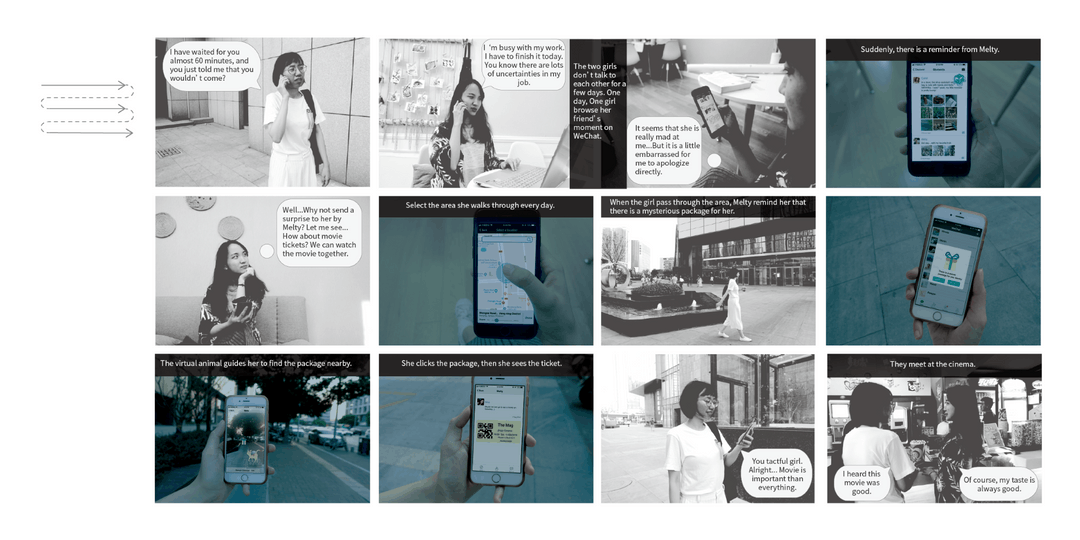 I have waited for you
almost 60 minutes, and
you just told me that you
wouldn't come?
I'm busy with my work.
I have to finish it today.
You know there are lots
of uncertainties in my
job.
The two girls
don't talk to
each other for a
few days. One
day, One girl
browse her
friend's
moment on
WeChat.
It seems that she is
really mad at
me...But it is a little
embarrassed for
me to apologize
directly.
Suddenly, there is a reminder from Melty.
Well...Why not send a
surprise to her by
Melty? Let me see...
How about movie
tickets? We can watch
the movie together.
Select the area she walks through every day.
When the girl pass through the area, Melty remind her that
there is a mysterious package for her.
The virtual animal guides her to find the package nearby.
She clicks the package, then she sees the ticket.
The Meg
You tactful girl.
Alright... Movie is
important than
everything.
They meet at the cinema.
I heard this
movie was
good.
Of course, my taste is
always good.